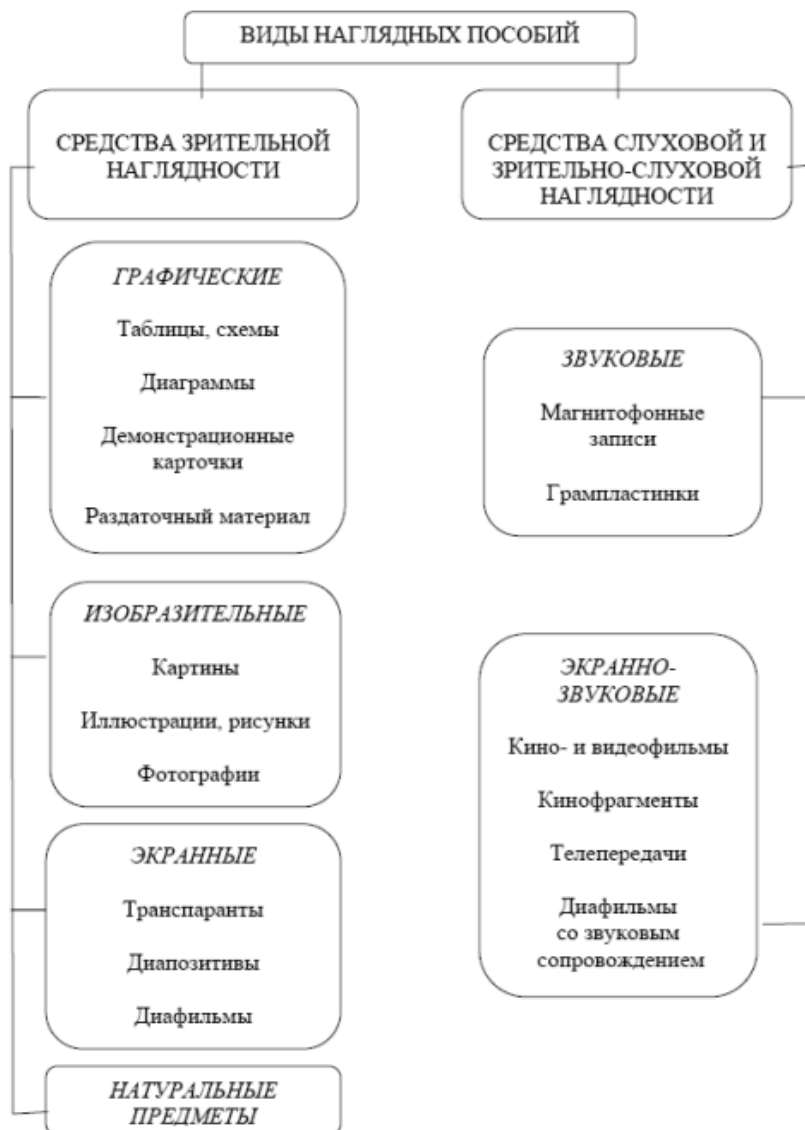 ВИДЫ НАГЛЯДНЫХ ПОСОБИЙ
СРЕДСТВА ЗРИТЕЛЬНОЙ
НАГЛЯДНОСТИ
ГРАФИЧЕСКИЕ
Таблицы, схемы
Диаграммы
Демонстрационные
карточки
Раздаточный материал
ИЗОБРАЗИТЕЛЬНЫЕ
Картины
Иллюстрации, рисунки
Фотографии
ЭКРАННЫЕ
Транспаранты
Диапозитивы
Диафильмы
НАТУРАЛЬНЫЕ
ПРЕДМЕТЫ
СРЕДСТВА СЛУХОВОЙ И
ЗРИТЕЛЬНО-СЛУХОВОЙ
НАГЛЯДНОСТИ
ЗВУКОВЫЕ
Магнитофонные
записи
Грампластинки
ЭКРАННО-
ЗВУКОВЫЕ
Кино- и видеофильмы
Кинофрагменты
Телепередачи
Диафильмы
со звуковым
сопровождением